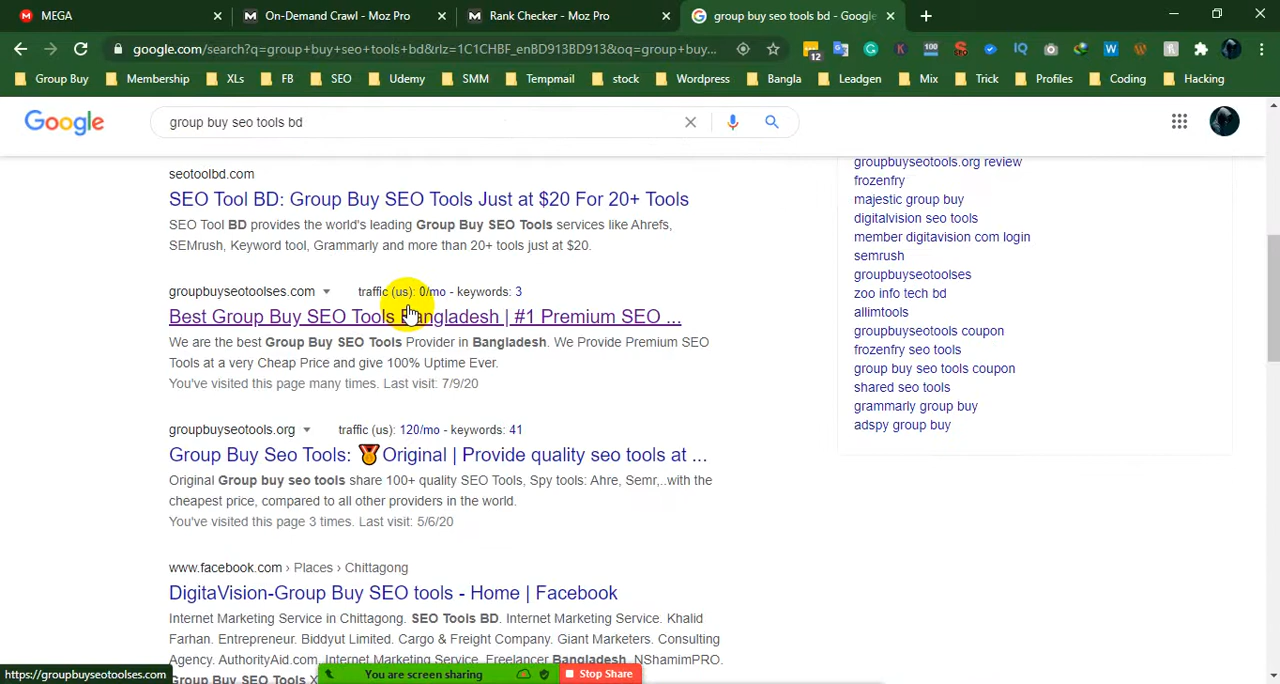 MEGA
On-Demand Crawl - Moz Pro
Rank Checker - Moz Pro
group buy seo tools bd - Google
google.com/search?q=group+buy+seo+tools+bd&rlz=1C1CHBF_enBD913BD913&oq=group+buy...
12
100
SEO
IQ
W
Group Buy
Membership
XLs
FB
SEO
Udemy
SMM
Tempmail
stock
Wordpress
Bangla
Leadgen
Mix
Trick
Profiles
Coding
Hacking
Google
group buy seo tools bd
seotoolbd.com
SEO Tool BD: Group Buy SEO Tools Just at $20 For 20+ Tools
SEO Tool BD provides the world's leading Group Buy SEO Tools services like Ahrefs,
SEMrush, Keyword tool, Grammarly and more than 20+ tools just at $20.
groupbuyseotoolses.com
traffic (us): 0/mo - keywords: 3
Best Group Buy SEO Tools Bangladesh | #1 Premium SEO ...
We are the best Group Buy SEO Tools Provider in Bangladesh. We Provide Premium SEO
Tools at a very Cheap Price and give 100% Uptime Ever.
You've visited this page many times. Last visit: 7/9/20
groupbuyseotools.org
traffic (us): 120/mo - keywords: 41
Group Buy Seo Tools: 🏅Original | Provide quality seo tools at ...
Original Group buy seo tools share 100+ quality SEO Tools, Spy tools: Ahre, Semr,..with the
cheapest price, compared to all other providers in the world.
You've visited this page 3 times. Last visit: 5/6/20
www.facebook.com › Places › Chittagong
DigitaVision-Group Buy SEO tools - Home | Facebook
Internet Marketing Service in Chittagong. SEO Tools BD. Internet Marketing Service. Khalid
Farhan. Entrepreneur. Biddyut Limited. Cargo & Freight Company. Giant Marketers. Consulting
Agency. AuthorityAid.com. Internet Marketing Service. Freelancer Bangladesh. NShamimPRO.
Group Buy SEO Tools X
groupbuyseotools.org review
frozenfry
majestic group buy
digitalvision seo tools
member digitavision com login
semrush
groupbuyseotoolses
zoo info tech bd
allimtools
groupbuyseotools coupon
frozenfry seo tools
group buy seo tools coupon
shared seo tools
grammarly group buy
adspy group buy
https://groupbuyseotoolses.com
You are screen sharing
Stop Share